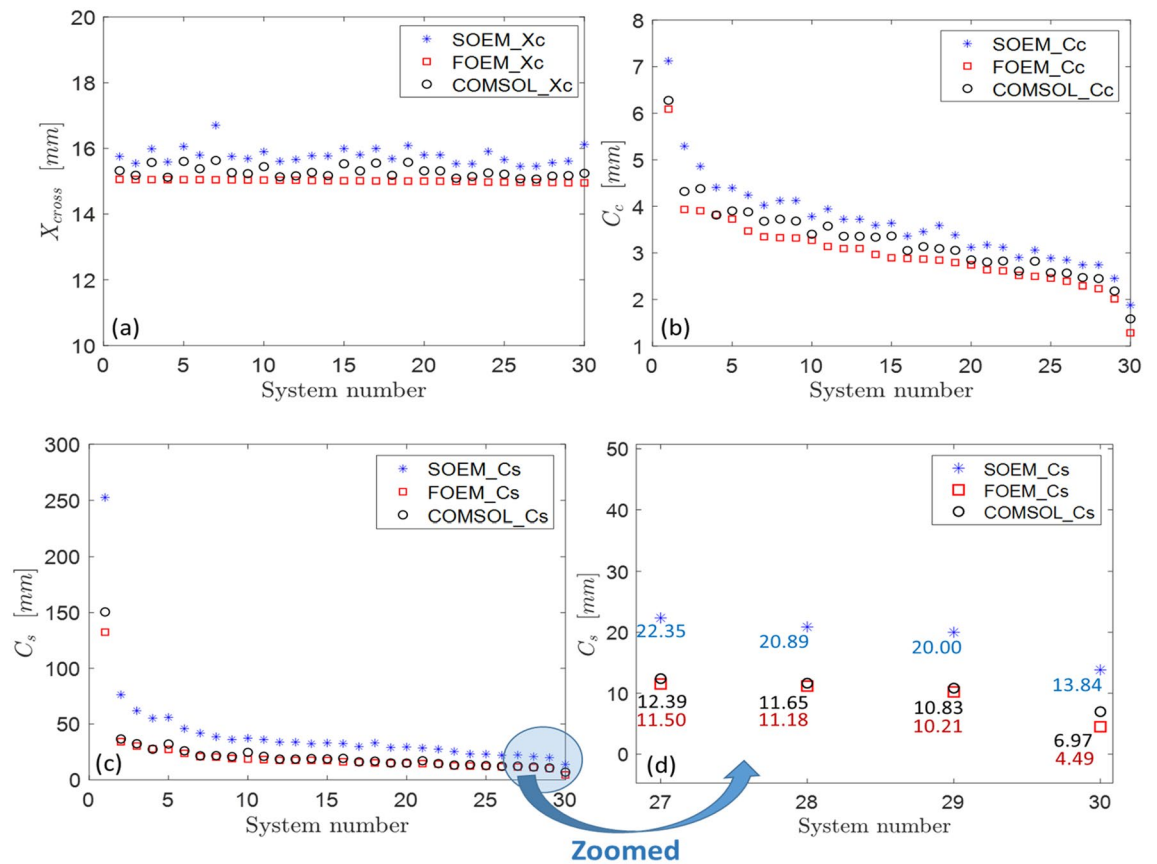 20
18
16
14
12
10
X_cross [mm]
SOEM_Xc
FOEM_Xc
COMSOL_Xc
(a)
0 5 10 15 20 25 30
System number
8
7
6
5
4
3
2
1
C_c [mm]
SOEM_Cc
FOEM_Cc
COMSOL_Cc
(b)
0 5 10 15 20 25 30
System number
300
250
200
150
100
50
0
C_s [mm]
SOEM_Cs
FOEM_Cs
COMSOL_Cs
(c)
0 5 10 15 20 25 30
System number
50
40
30
20
10
0
C_s [mm]
SOEM_Cs
FOEM_Cs
COMSOL_Cs
22.35 20.89 20.00 13.84
12.39 11.65 10.83 6.97
11.50 11.18 10.21 4.49
(d)
27 28 29 30
System number
Zoomed